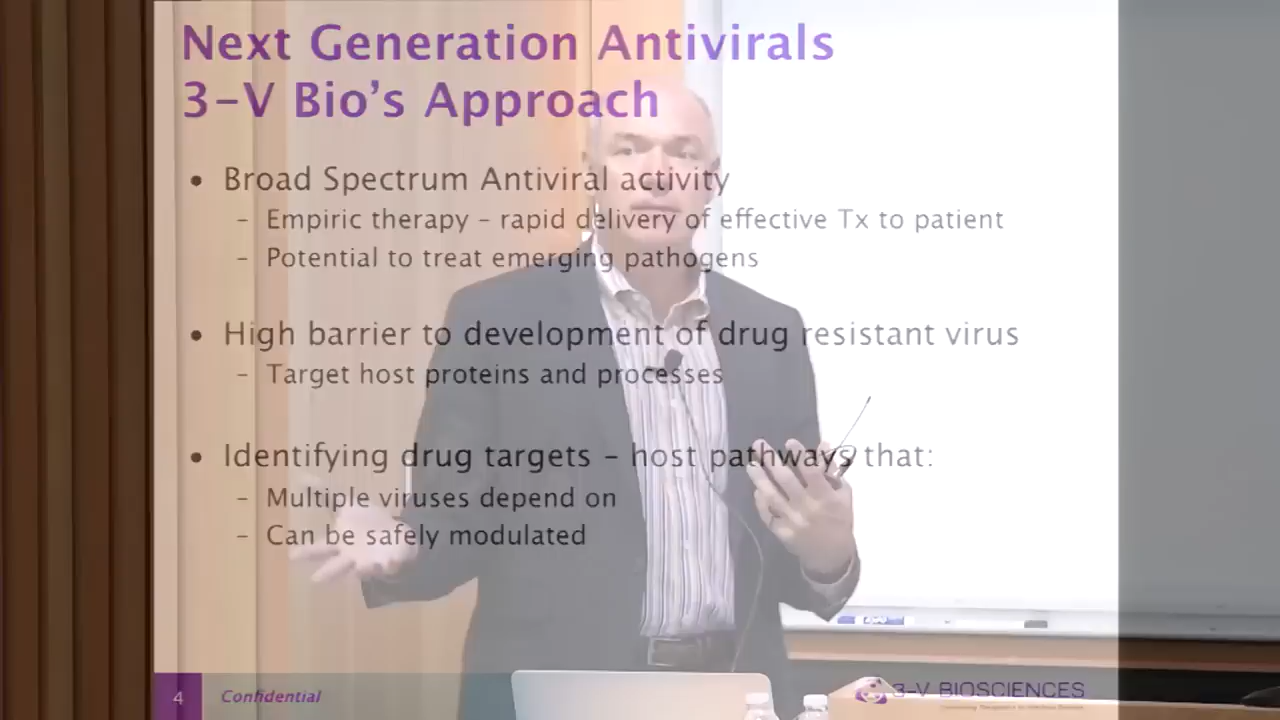 Next Generation Antivirals
3-V Bio's Approach
• Broad Spectrum Antiviral activity
– Empiric therapy – rapid delivery of effective Tx to patient
– Potential to treat emerging pathogens
• High barrier to development of drug resistant virus
– Target host proteins and processes
• Identifying drug targets – host pathways that:
– Multiple viruses depend on
– Can be safely modulated
4
Confidential
3-V BIOSCIENCES